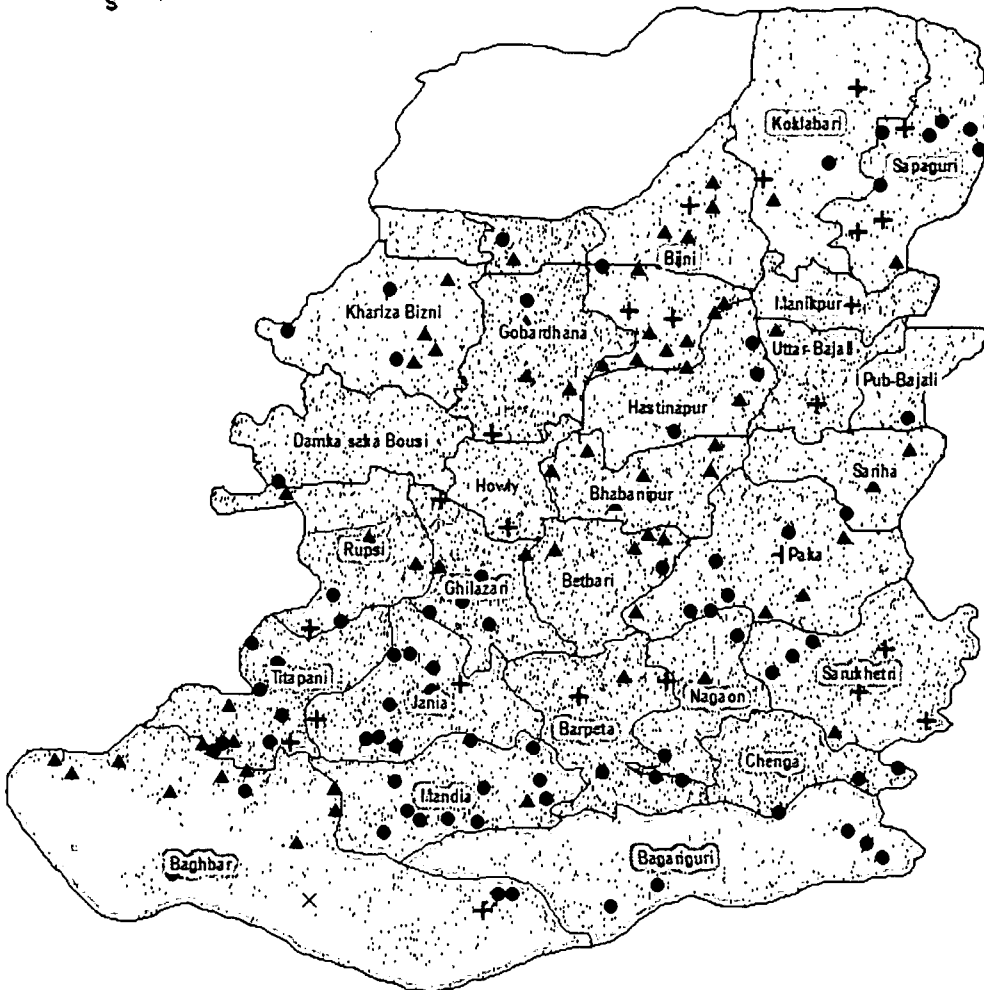 s
Koklabari
Sapaguri
Bani
Manikpur
Khariza Bizni
Gobardhana
Uttar-Bajali
Pub-Bajali
Hastinapur
Damka saka Bousi
Howly
Bhabanipur
Sariha
Rupsi
Ghilazari
Betbari
Paka
Titapani
Jania
Barpeta
Nagaon
Sarukhetri
Chenga
Mandia
Baghbar
Baganguri